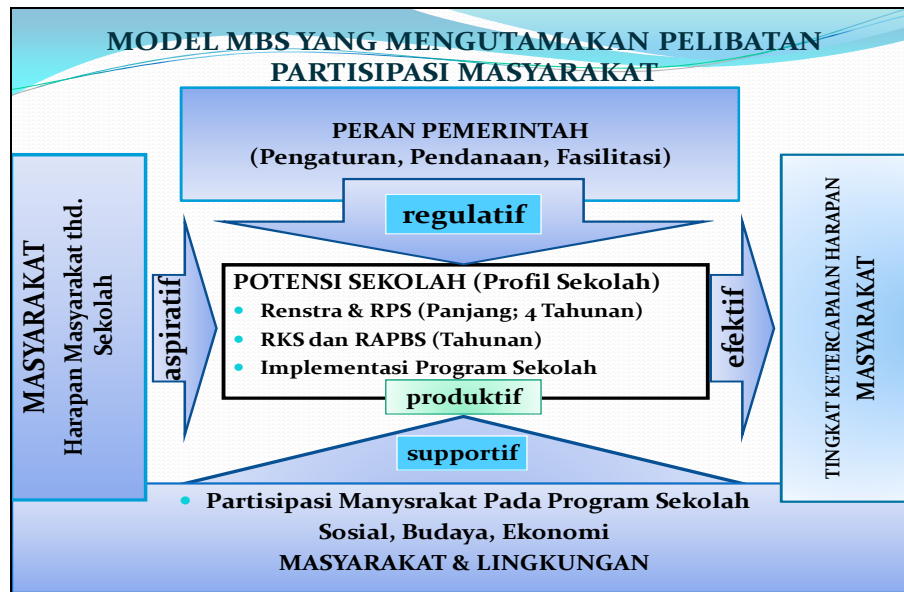 MODEL MBS YANG MENGUTAMAKAN PELIBATAN
PARTISIPASI MASYARAKAT
PERAN PEMERINTAH
(Pengaturan, Pendanaan, Fasilitasi)
regulatif
MASYARAKAT
Harapan Masyarakat thd.
Sekolah
aspiratif
POTENSI SEKOLAH (Profil Sekolah)
• Renstra & RPS (Panjang; 4 Tahunan)
• RKS dan RAPBS (Tahunan)
• Implementasi Program Sekolah
produktif
efektif
TINGKAT KETERCAPAIAN HARAPAN
MASYARAKAT
supportif
• Partisipasi Manysrakat Pada Program Sekolah
Sosial, Budaya, Ekonomi
MASYARAKAT & LINGKUNGAN